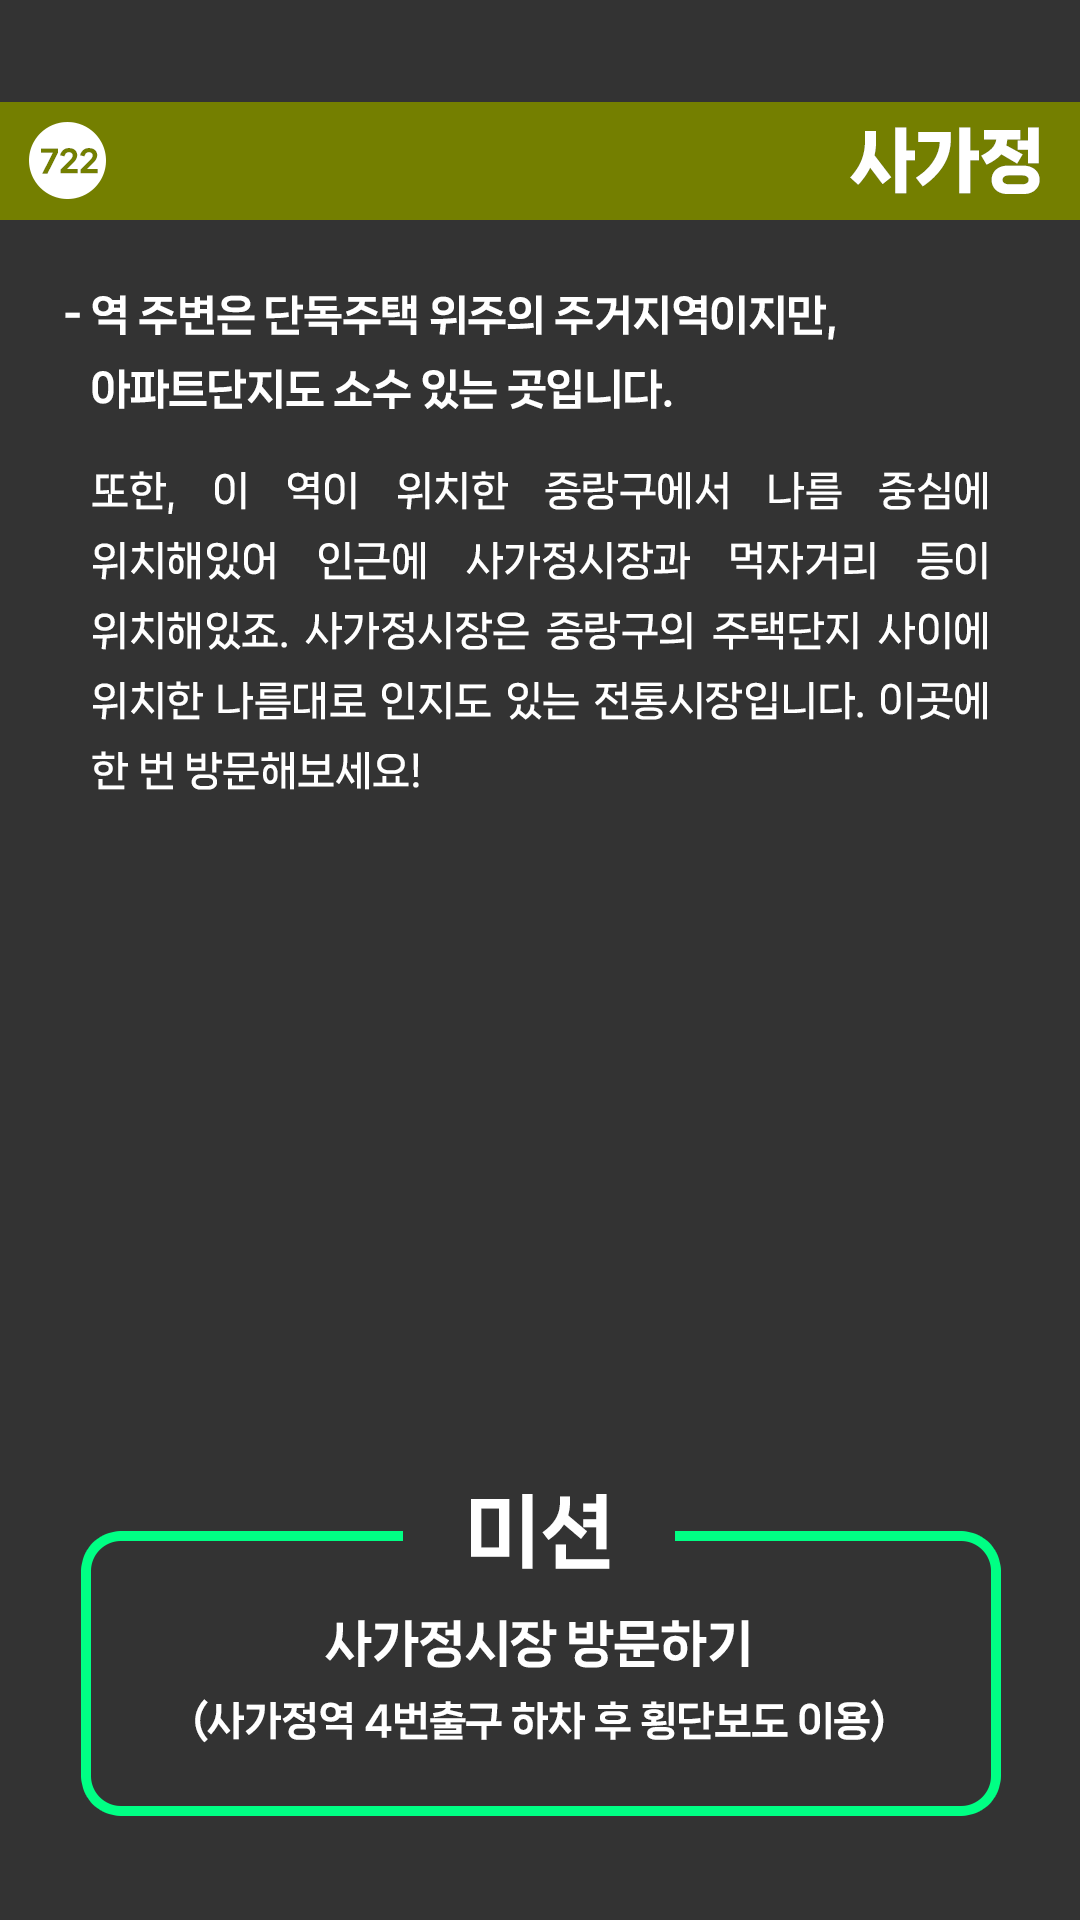 722
사가정
- 역 주변은 단독주택 위주의 주거지역이지만,
아파트단지도 소수 있는 곳입니다.
또한, 이 역이 위치한 중랑구에서 나름 중심에
위치해있어 인근에 사가정시장과 먹자거리 등이
위치해있죠. 사가정시장은 중랑구의 주택단지 사이에
위치한 나름대로 인지도 있는 전통시장입니다. 이곳에
한 번 방문해보세요!
미션
사가정시장 방문하기
(사가정역 4번출구 하차 후 횡단보도 이용)